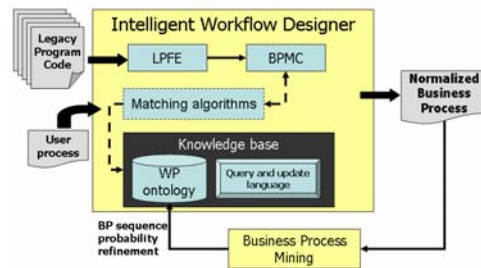 Intelligent Workflow Designer
Legacy
Program
Code
LPFE
BPMC
Matching algorithms
Normalized
Business
Process
User
process
Knowledge base
WP
ontology
Query and update
language
BP sequence
probability
refinement
Business Process
Mining